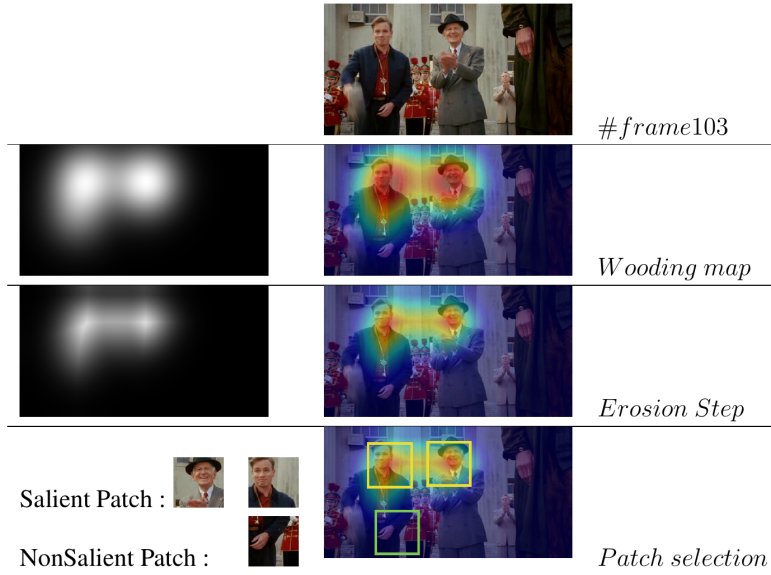 #frame103
Wooding map
Erosion Step
Salient Patch :
NonSalient Patch :
Patch selection